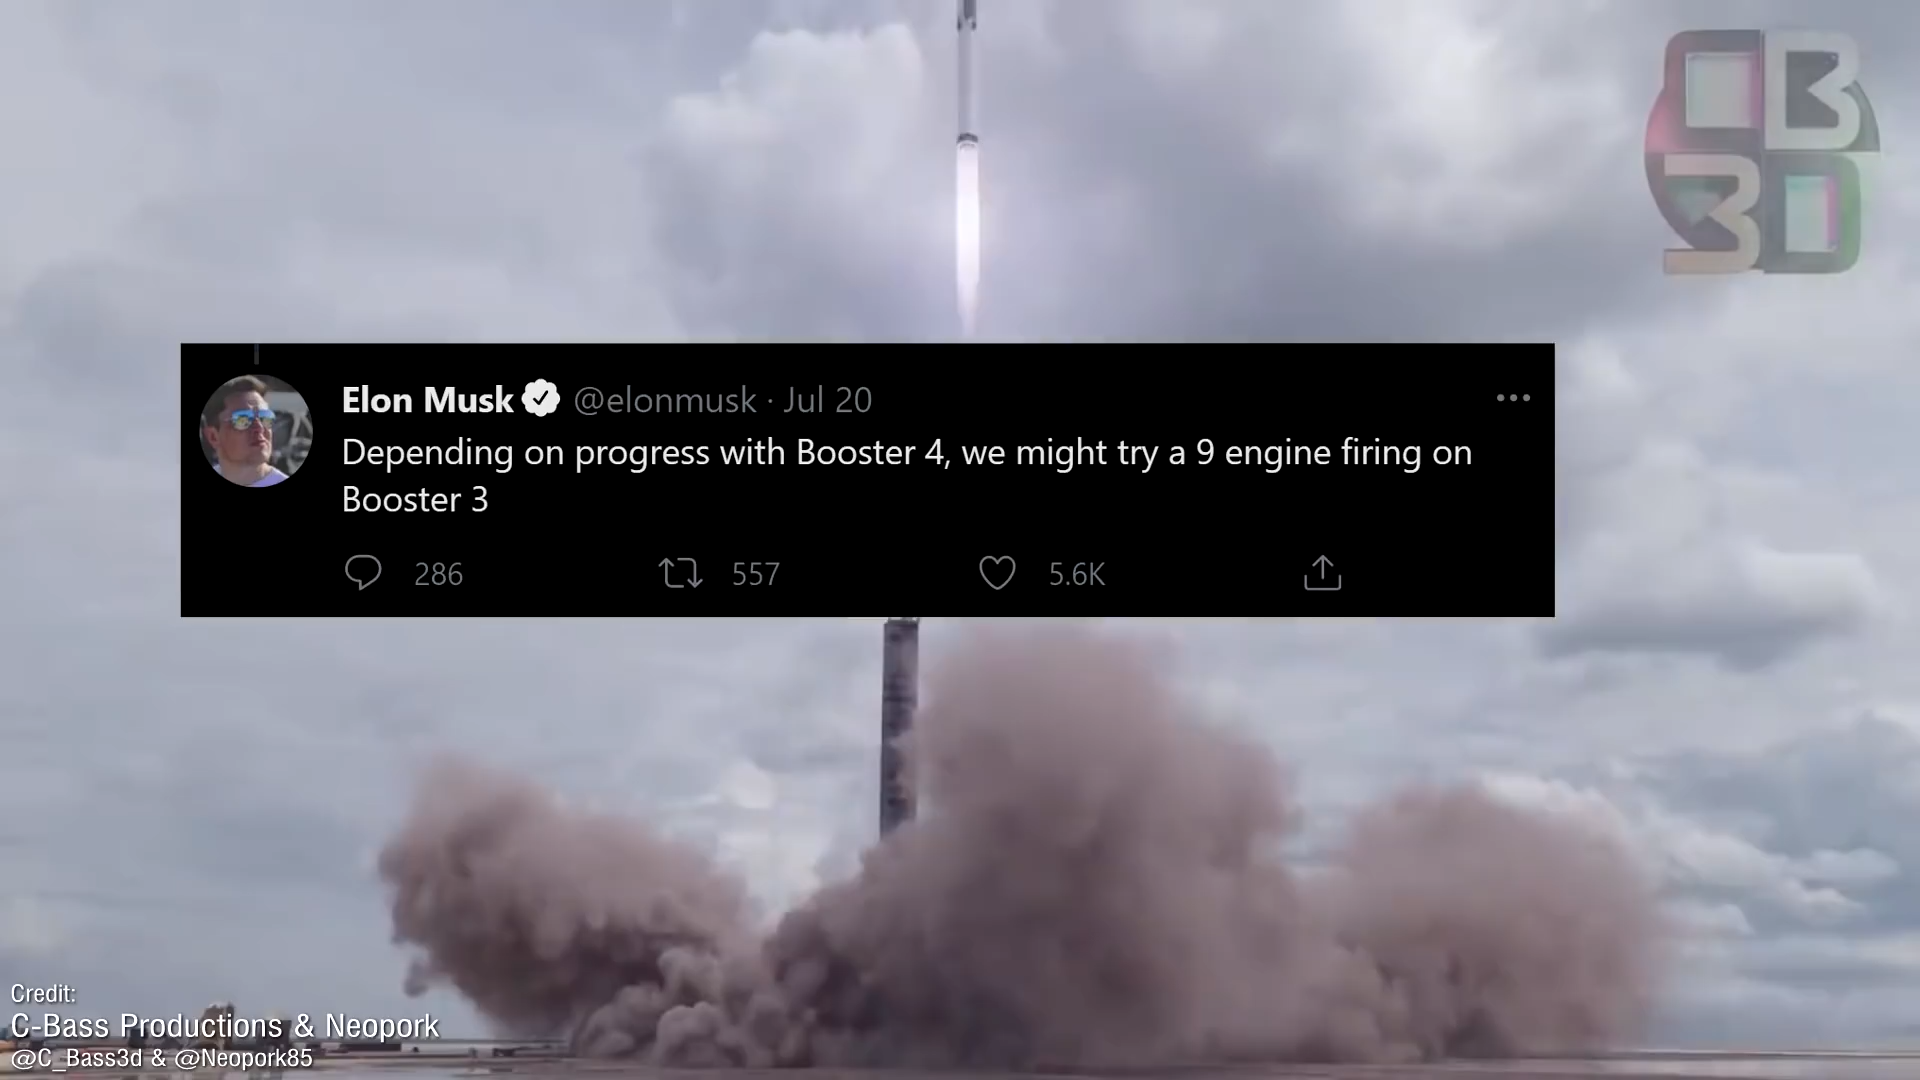 CB
3D
Elon Musk @elonmusk · Jul 20
Depending on progress with Booster 4, we might try a 9 engine firing on
Booster 3
286 557 5.6K
Credit:
C-Bass Productions & Neopork
@C_Bass3d & @Neopork85